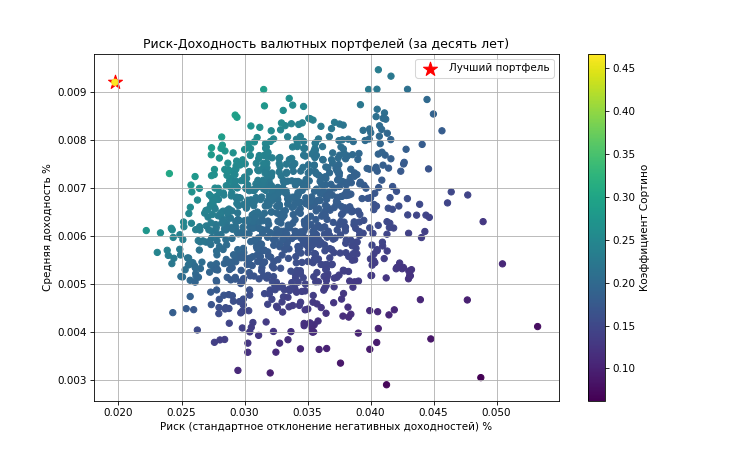 Риск-Доходность валютных портфелей (за десять лет)
Лучший портфель
0.009
0.008
0.007
0.006
0.005
0.004
0.003
Средняя доходность %
0.020 0.025 0.030 0.035 0.040 0.045 0.050
Риск (стандартное отклонение негативных доходностей) %
0.45
0.40
0.35
0.30
0.25
0.20
0.15
0.10
Коэффициент Сортино